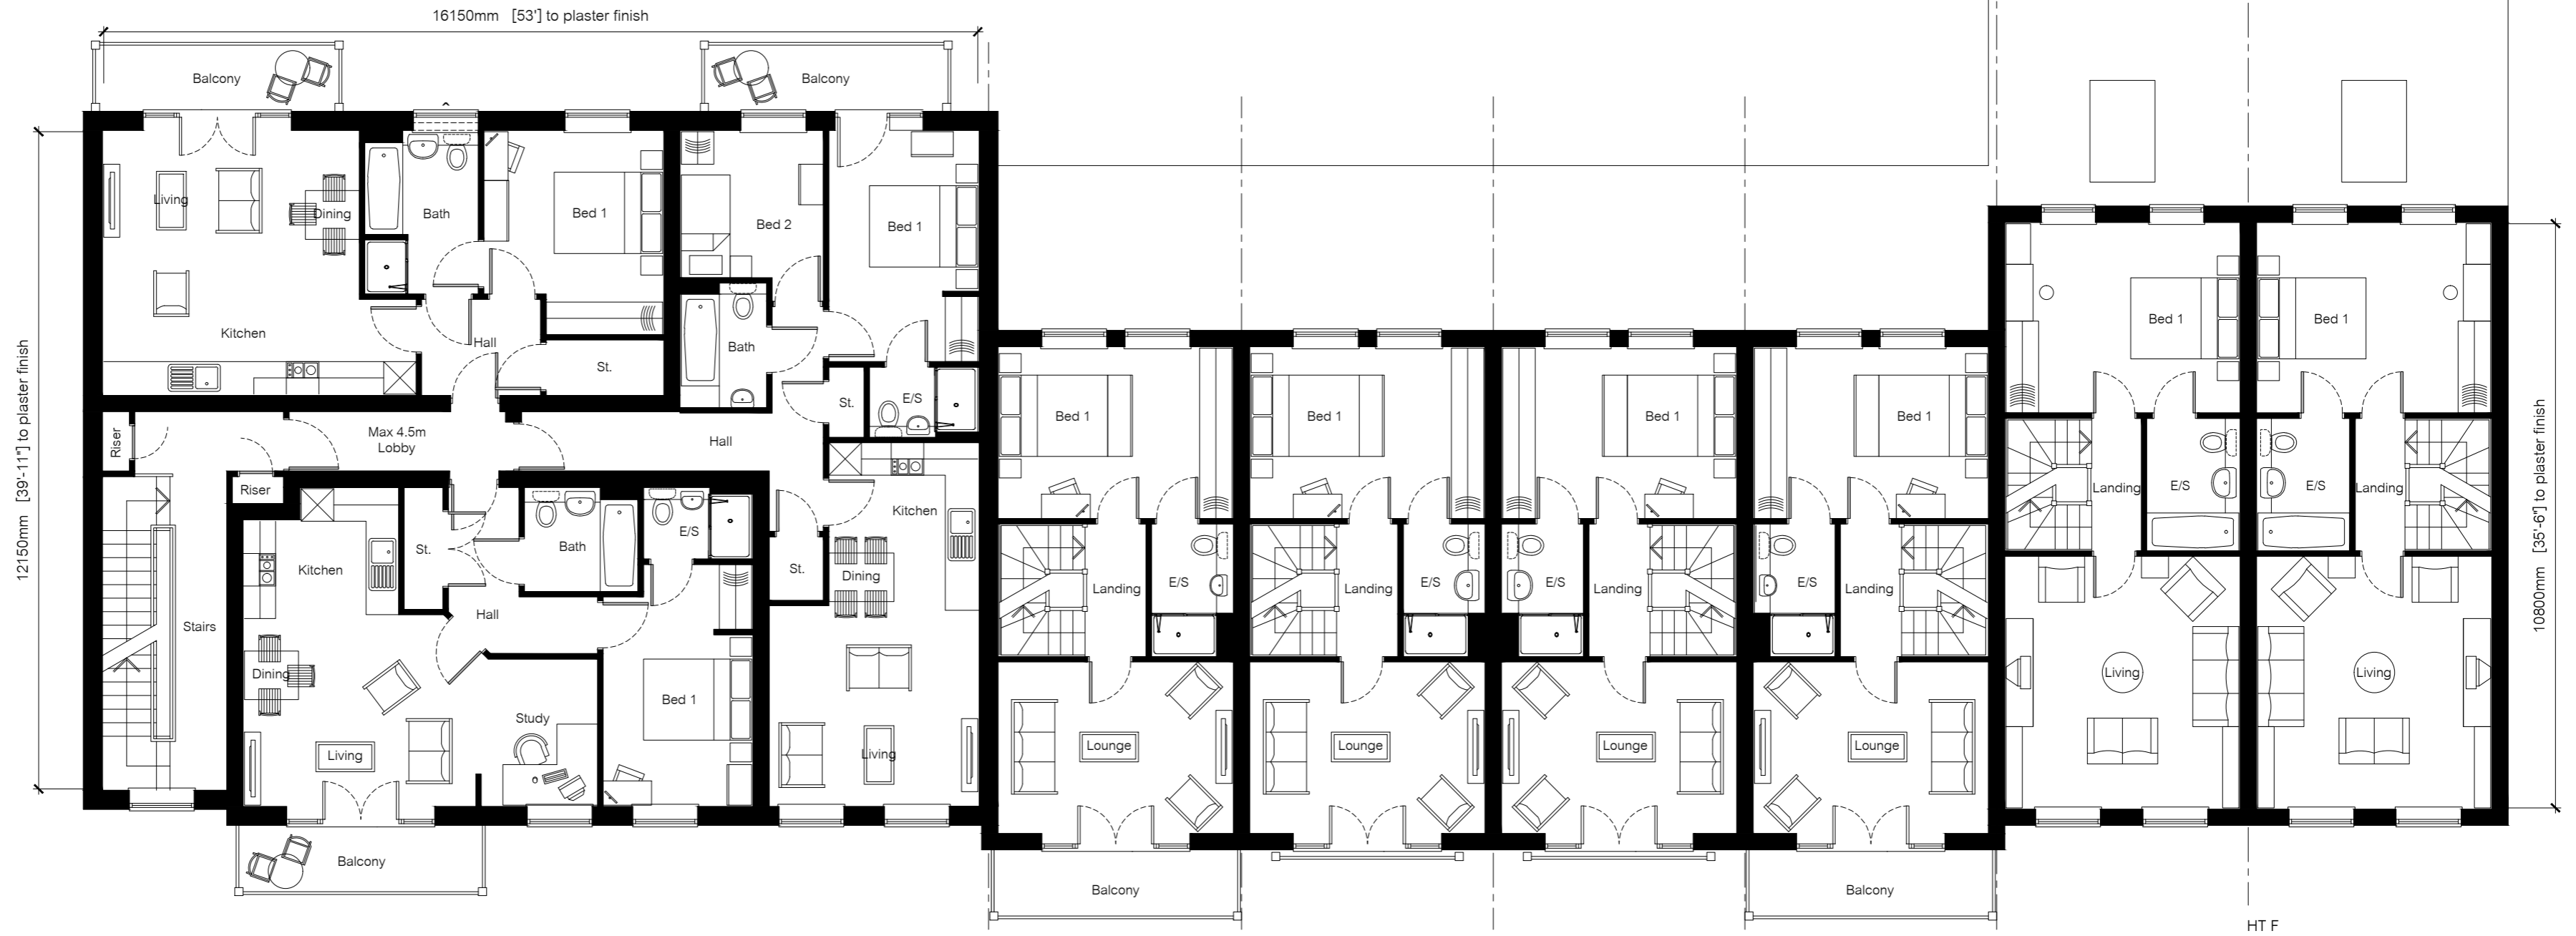 16150mm [53'] to plaster finish
Balcony
Balcony
Living
Dining
Bath
Bed 1
Bed 2
Bed 1
Kitchen
Hall
St.
Bath
St.
E/S
12150mm [39'-11"] to plaster finish
Riser
Max 4.5m
Lobby
Hall
Riser
Kitchen
St.
Bath
E/S
Kitchen
Dining
St.
Stairs
Hall
Dining
Study
Bed 1
Living
Living
Balcony
Bed 1
Bed 1
Bed 1
Bed 1
Landing
E/S
Landing
E/S
E/S
Landing
E/S
Landing
Lounge
Lounge
Lounge
Lounge
Balcony
Balcony
Bed 1
Bed 1
Landing
E/S
E/S
Landing
Living
Living
10800mm [35'-6"] to plaster finish
HT F